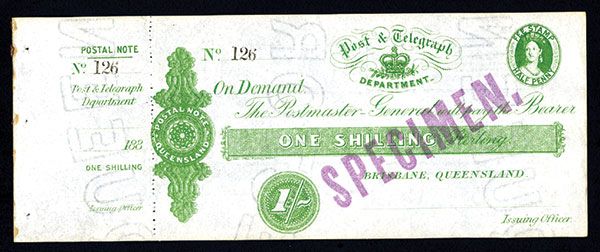 POSTAL NOTE
No 126
Post & Telegraph
Department
188
ONE SHILLING
Issuing Officer
POSTAL NOTE
QUEENSLAND
No 126
Post & Telegraph
DEPARTMENT.
FEE STAMP
HALF PENNY
On Demand
The Postmaster-General will pay the Bearer
ONE SHILLING Sterling
SPECIMEN.
BRISBANE, QUEENSLAND
1/-
Issuing Officer